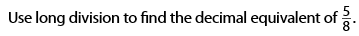 Use long division to find the decimal equivalent of 5/8.